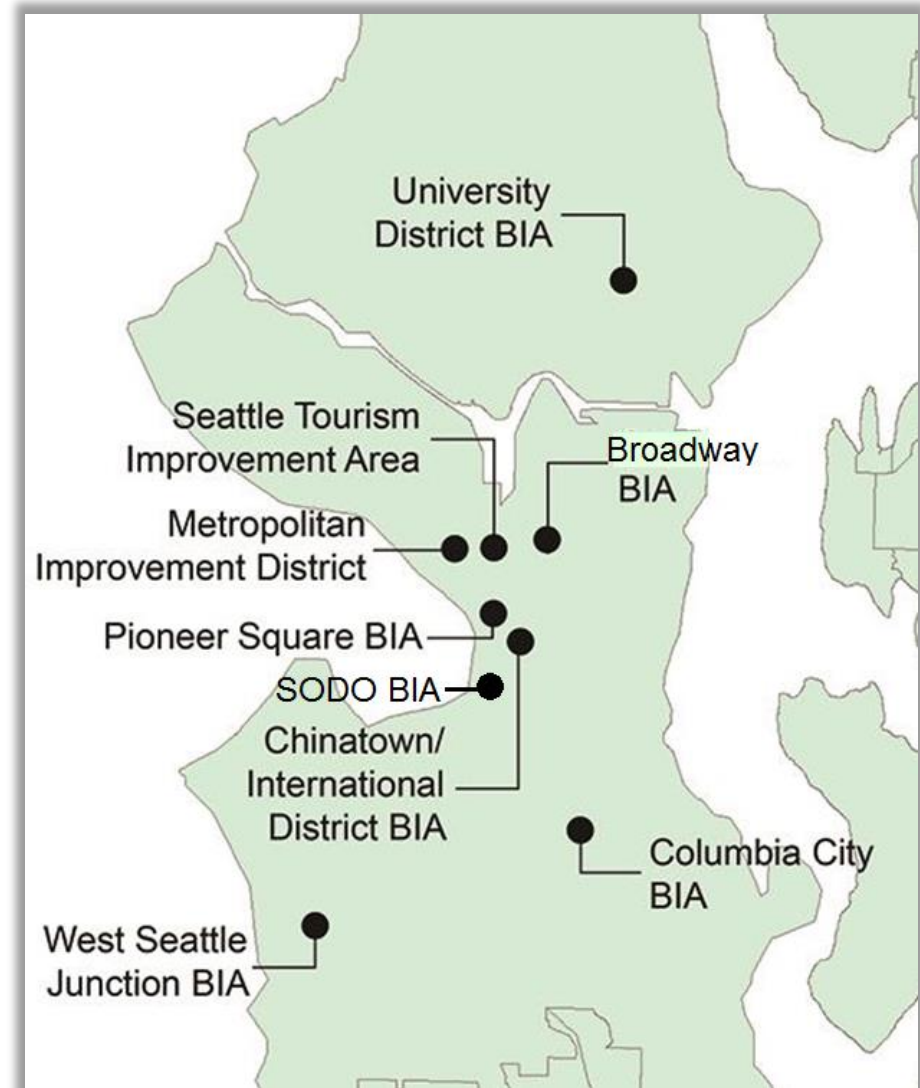 University
District BIA
Seattle Tourism
Improvement Area
Broadway
BIA
Metropolitan
Improvement District
Pioneer Square BIA
SODO BIA
Chinatown/
International
District BIA
Columbia City
BIA
West Seattle
Junction BIA